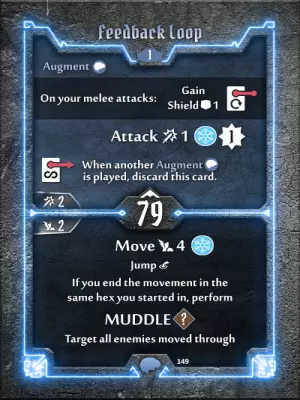 Feedback Loop
1
Augment
On your melee attacks: Gain
Shield 1
Attack 1 1
When another Augment
is played, discard this card.
2
79
2
Move 4
Jump
If you end the movement in the
same hex you started in, perform
MUDDLE
Target all enemies moved through
149